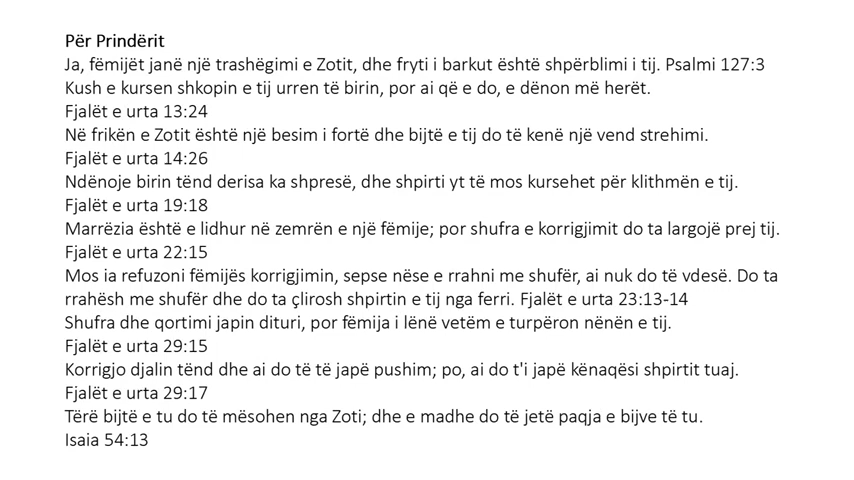 Për Prindërit
Ja, fëmijët janë një trashëgimi e Zotit, dhe fryti i barkut është shpërblimi i tij. Psalmi 127:3
Kush e kursen shkopin e tij urren të birin, por ai që e do, e dënon më herët.
Fjalët e urta 13:24
Në frikën e Zotit është një besim i fortë dhe bijtë e tij do të kenë një vend strehimi.
Fjalët e urta 14:26
Ndënoje birin tënd derisa ka shpresë, dhe shpirti yt të mos kursehet për klithmën e tij.
Fjalët e urta 19:18
Marrëzia është e lidhur në zemrën e një fëmije; por shufra e korrigjimit do ta largojë prej tij.
Fjalët e urta 22:15
Mos ia refuzoni fëmijës korrigjimin, sepse nëse e rrahni me shufër, ai nuk do të vdesë. Do ta
rrahësh me shufër dhe do ta çlirosh shpirtin e tij nga ferri. Fjalët e urta 23:13-14
Shufra dhe qortimi japin dituri, por fëmija i lënë vetëm e turpëron nënën e tij.
Fjalët e urta 29:15
Korrigjo djalin tënd dhe ai do të të japë pushim; po, ai do t'i japë kënaqësi shpirtit tuaj.
Fjalët e urta 29:17
Tërë bijtë e tu do të mësohen nga Zoti; dhe e madhe do të jetë paqja e bijve të tu.
Isaia 54:13